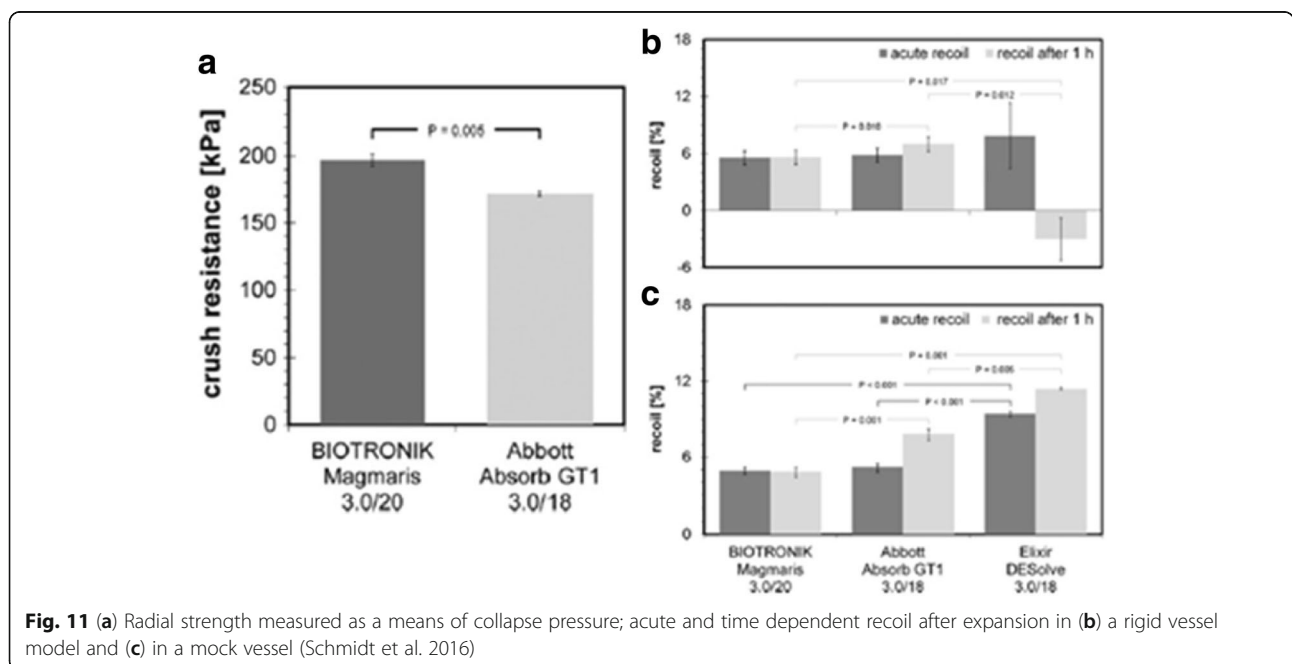 a
crush resistance [kPa]
250
200
150
100
50
0
P = 0.005
BIOTRONIK
Magmaris
3.0/20
Abbott
Absorb GT1
3.0/18
b
recoil [%]
18
12
6
0
-6
acute recoil recoil after 1 h
P = 0.017
P = 0.012
P = 0.016
c
recoil [%]
18
12
6
0
acute recoil recoil after 1 h
P = 0.001
P = 0.005
P < 0.001
P < 0.001
P = 0.001
BIOTRONIK
Magmaris
3.0/20
Abbott
Absorb GT1
3.0/18
Elixir
DESolve
3.0/18
Fig. 11 (a) Radial strength measured as a means of collapse pressure; acute and time dependent recoil after expansion in (b) a rigid vessel
model and (c) in a mock vessel (Schmidt et al. 2016)